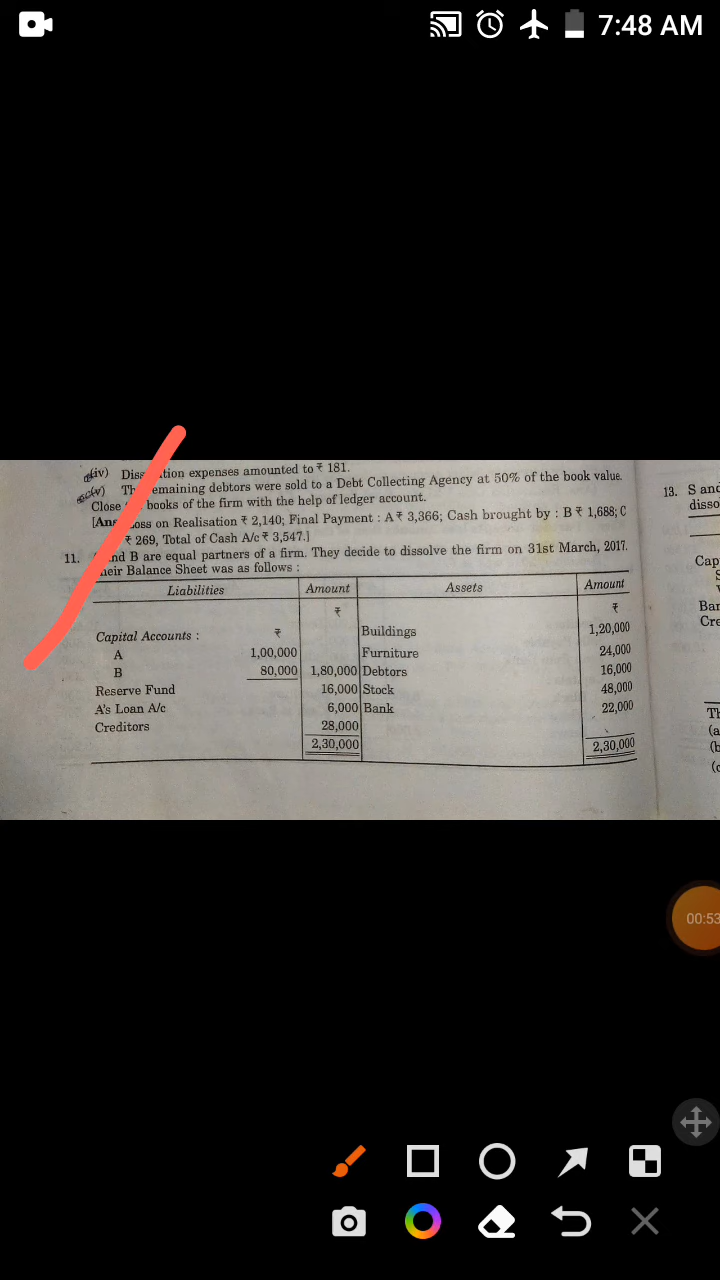 7:48 AM
(iv) tion expenses amounted to ₹ 181.
(v) emaining debtors were sold to a Debt Collecting Agency at 50% of the book value.
Close books of the firm with the help of ledger account.
[Ans oss on Realisation ₹ 2,140; Final Payment : A ₹ 3,366; Cash brought by : B ₹ 1,688; C
₹ 269, Total of Cash A/c ₹ 3,547.]
11. nd B are equal partners of a firm. They decide to dissolve the firm on 31st March, 2017.
heir Balance Sheet was as follows :
Liabilities Amount Assets Amount
₹ ₹
Capital Accounts : ₹ Buildings 1,20,000
A 1,00,000 Furniture 24,000
B 80,000 1,80,000 Debtors 16,000
Reserve Fund 16,000 Stock 48,000
A's Loan A/c 6,000 Bank 22,000
Creditors 28,000
2,30,000 2,30,000
13. S and
disso
Cap
Ban
Cre
Th
(a
(b
(c
00:53